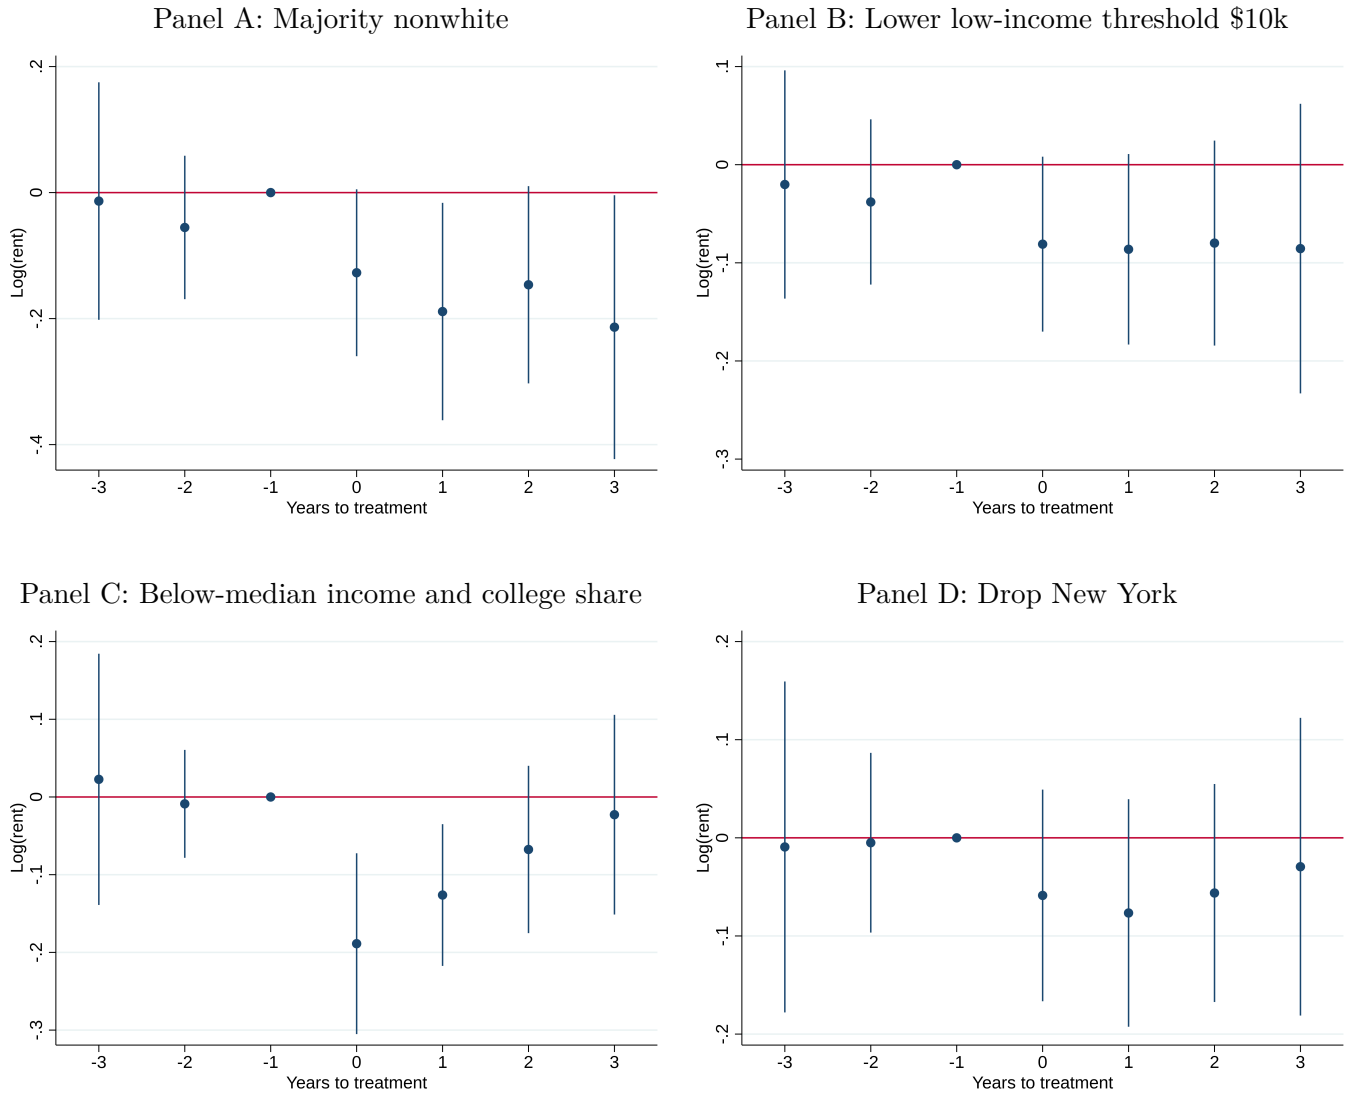 Panel A: Majority nonwhite
.2
0
-.2
-.4
Log(rent)
-3 -2 -1 0 1 2 3
Years to treatment
Panel B: Lower low-income threshold $10k
.1
0
-.1
-.2
-.3
Log(rent)
-3 -2 -1 0 1 2 3
Years to treatment
Panel C: Below-median income and college share
.2
.1
0
-.1
-.2
-.3
Log(rent)
-3 -2 -1 0 1 2 3
Years to treatment
Panel D: Drop New York
.2
.1
0
-.1
-.2
Log(rent)
-3 -2 -1 0 1 2 3
Years to treatment